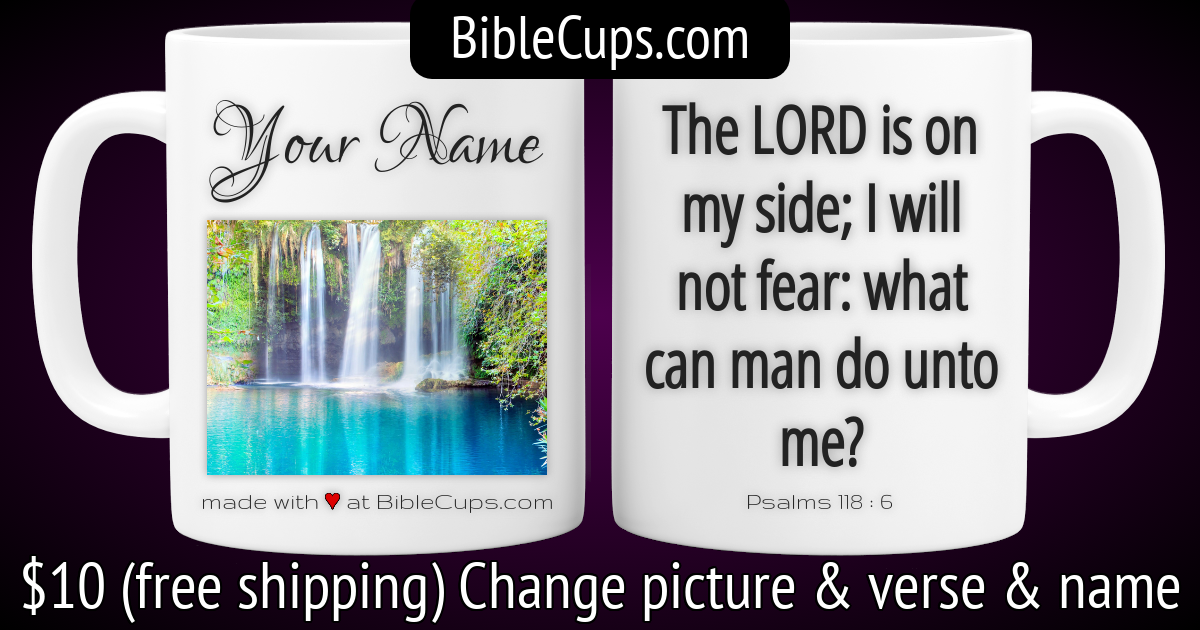 BibleCups.com
Your Name
made with ♥ at BibleCups.com
The LORD is on
my side; I will
not fear: what
can man do unto
me?
Psalms 118 : 6
$10 (free shipping) Change picture & verse & name